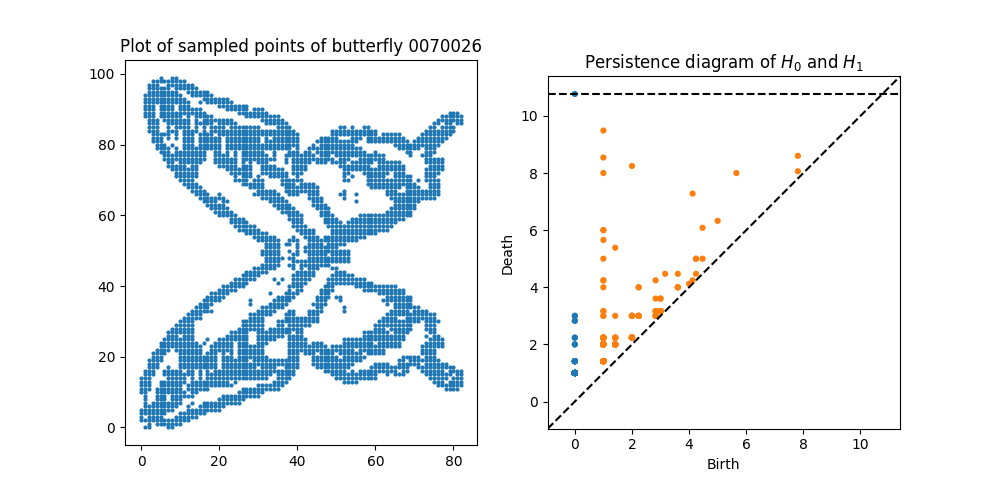 Plot of sampled points of butterfly 0070026
100
80
60
40
20
0
0 20 40 60 80
Persistence diagram of H₀ and H₁
10
8
6
4
2
0
Death
0 2 4 6 8 10
Birth